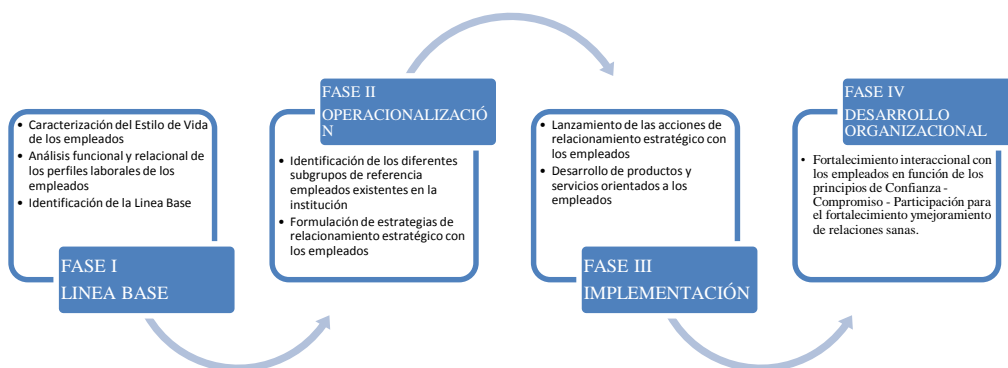 • Caracterización del Estilo de Vida
de los empleados
• Análisis funcional y relacional de
los perfiles laborales de los
empleados
• Identificación de la Linea Base
FASE I
LINEA BASE
FASE II
OPERACIONALIZACIÓ
N
• Identificación de los diferentes
subgrupos de referencia
empleados existentes en la
institución
• Formulación de estrategias de
relacionamiento estratégico con
los empleados
• Lanzamiento de las acciones de
relacionamiento estratégico con
los empleados
• Desarrollo de productos y
servicios orientados a los
empleados
FASE III
IMPLEMENTACIÓN
FASE IV
DESARROLLO
ORGANIZACIONAL
• Fortalecimiento interaccional con
los empleados en función de los
principios de Confianza -
Compromiso - Participación para
el fortalecimiento ymejoramiento
de relaciones sanas.